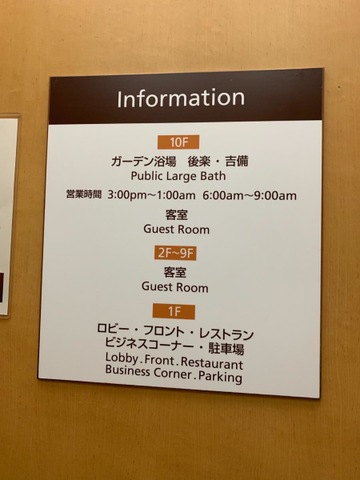 Information
10F
ガーデン浴場　後楽・吉備
Public Large Bath
営業時間 3:00pm～1:00am 6:00am～9:00am
客室
Guest Room
2F～9F
客室
Guest Room
1F
ロビー・フロント・レストラン
ビジネスコーナー・駐車場
Lobby.Front.Restaurant
Business Corner.Parking